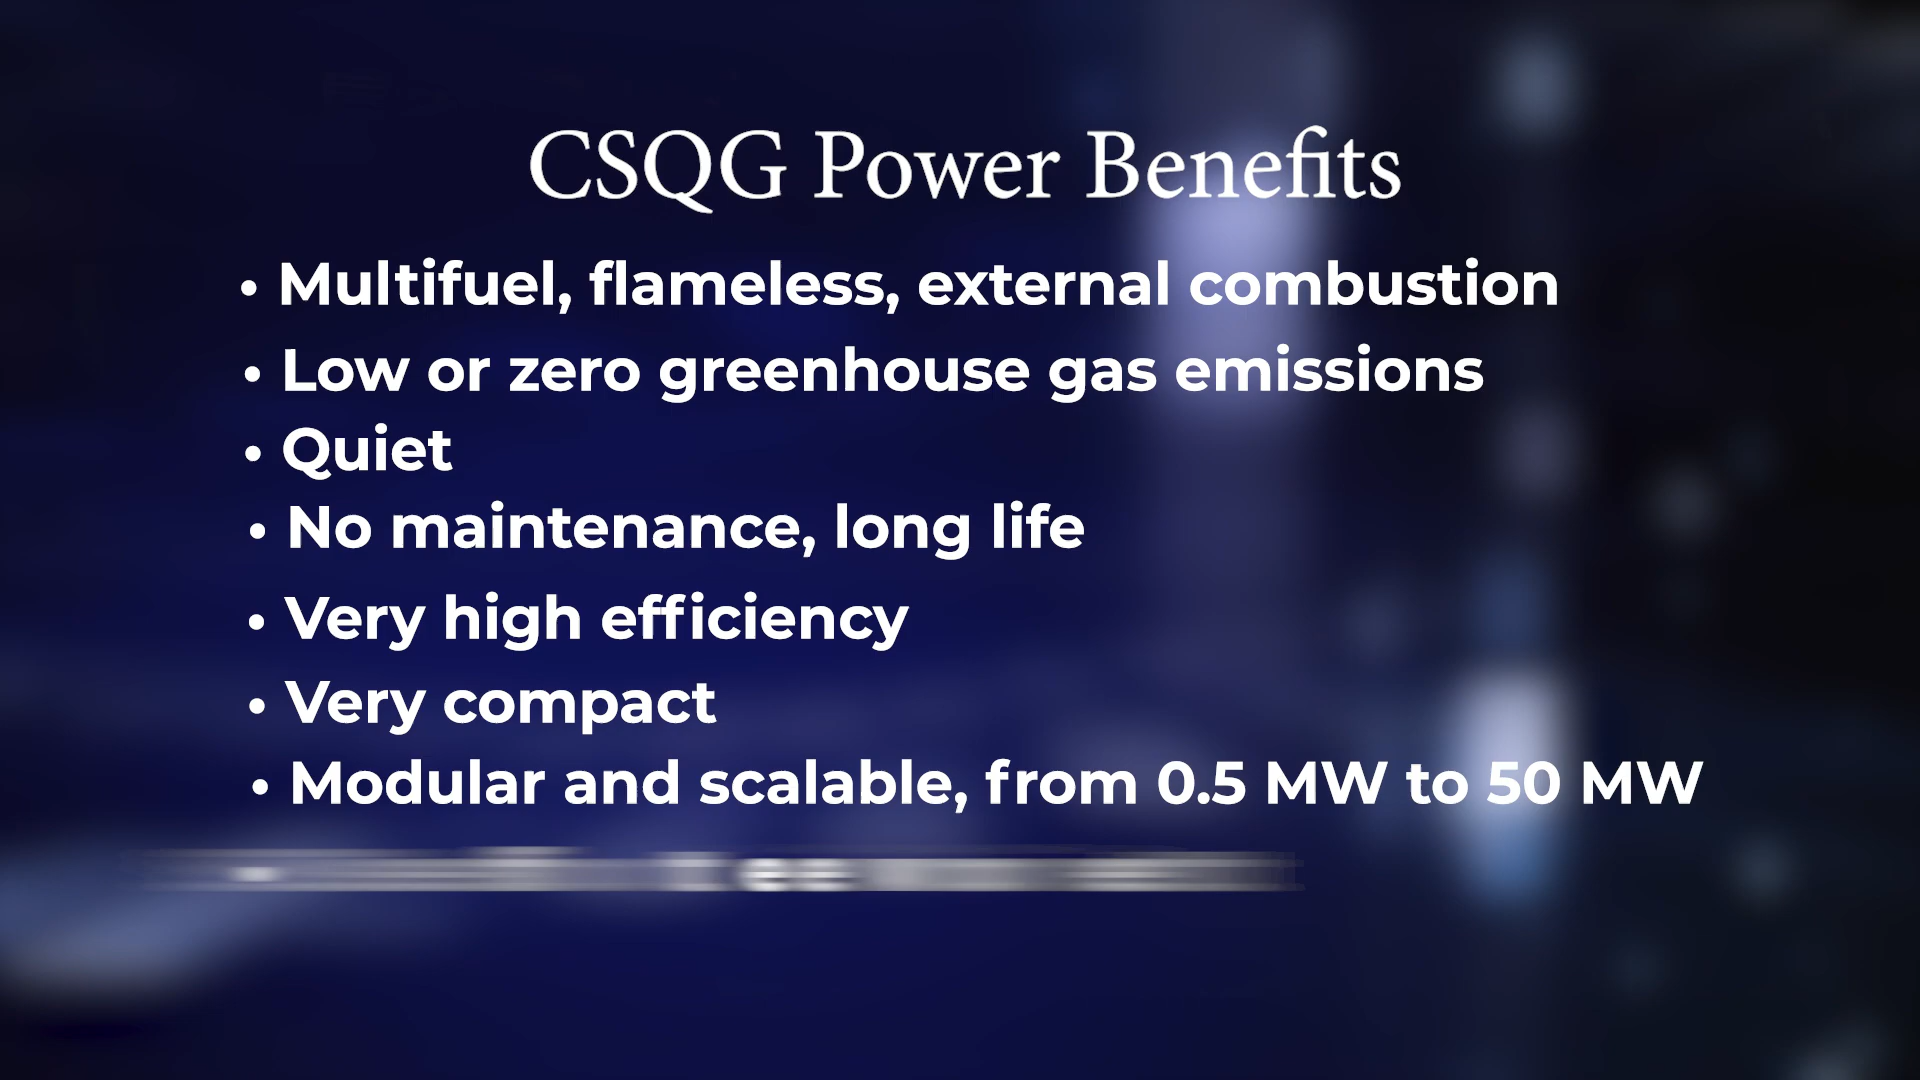 CSQG Power Benefits
• Multifuel, flameless, external combustion
• Low or zero greenhouse gas emissions
• Quiet
• No maintenance, long life
• Very high efficiency
• Very compact
• Modular and scalable, from 0.5 MW to 50 MW